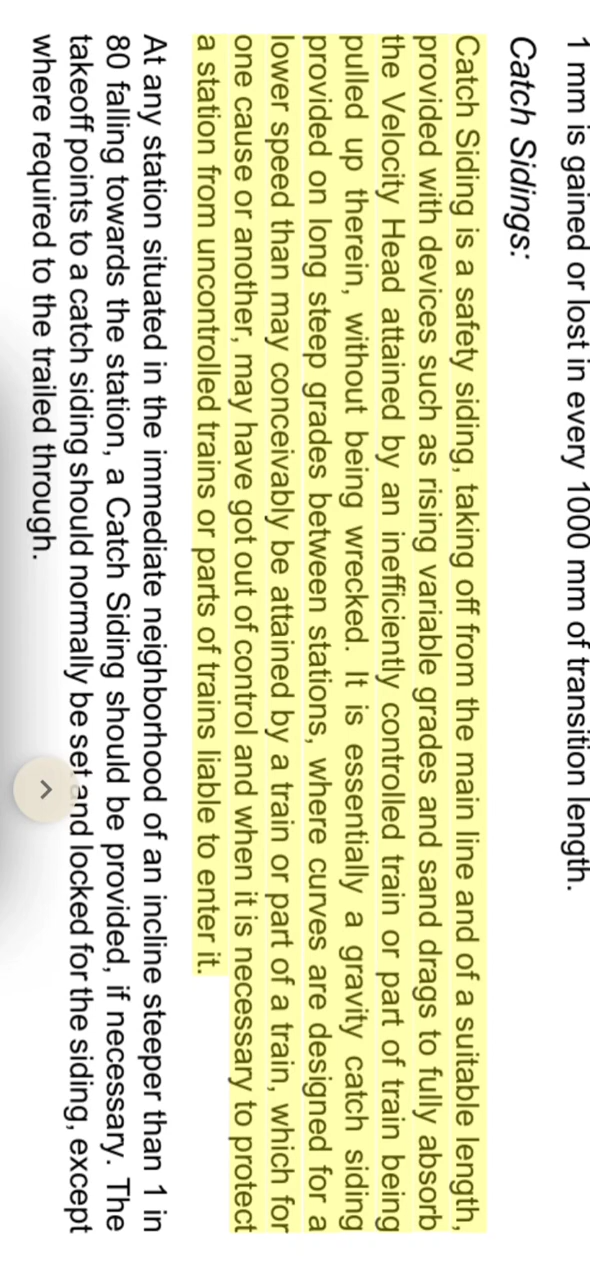 1 mm is gained or lost in every 1000 mm of transition length.
Catch Sidings:
Catch Siding is a safety siding, taking off from the main line and of a suitable length,
provided with devices such as rising variable grades and sand drags to fully absorb
the Velocity Head attained by an inefficiently controlled train or part of train being
pulled up therein, without being wrecked. It is essentially a gravity catch siding
provided on long steep grades between stations, where curves are designed for a
lower speed than may conceivably be attained by a train or part of a train, which for
one cause or another, may have got out of control and when it is necessary to protect
a station from uncontrolled trains or parts of trains liable to enter it.
At any station situated in the immediate neighborhood of an incline steeper than 1 in
80 falling towards the station, a Catch Siding should be provided, if necessary. The
takeoff points to a catch siding should normally be set and locked for the siding, except
where required to the trailed through.